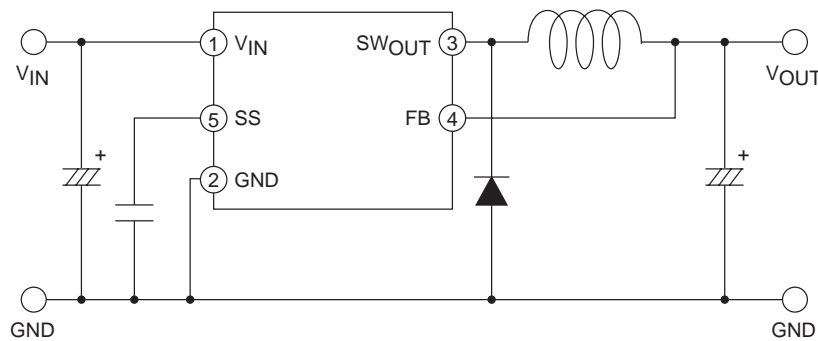 1 VIN SWOUT 3
VIN VOUT
+ 5 SS FB 4 +
2 GND
GND GND